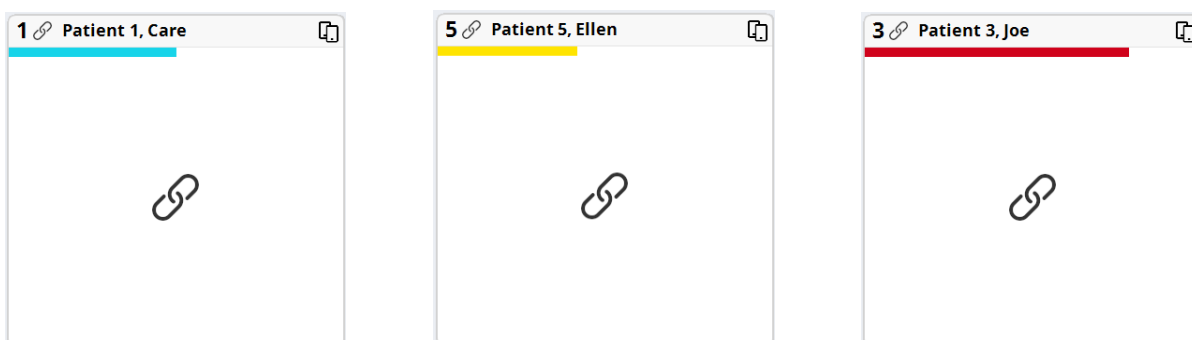 1 Patient 1, Care
5 Patient 5, Ellen
3 Patient 3, Joe